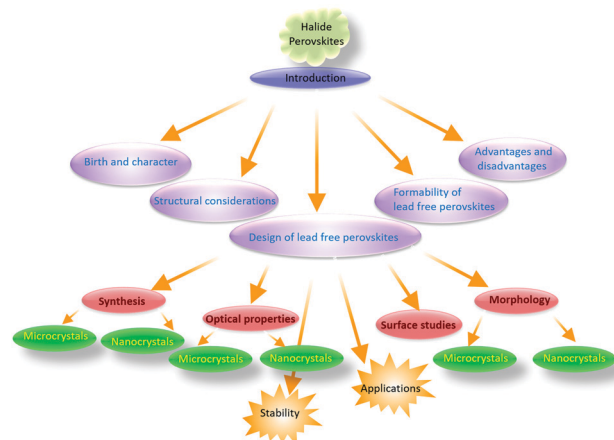 Halide
Perovskites
Introduction
Birth and character
Advantages and
disadvantages
Structural considerations
Formability of
lead free perovskites
Design of lead free perovskites
Synthesis
Optical properties
Surface studies
Morphology
Microcrystals
Nanocrystals
Microcrystals
Nanocrystals
Microcrystals
Nanocrystals
Stability
Applications